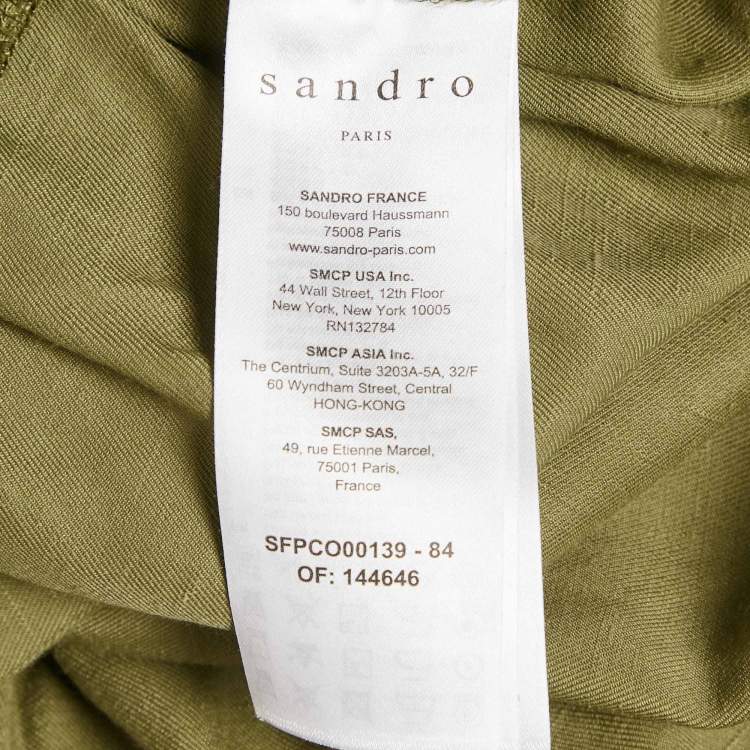 sandro
PARIS
SANDRO FRANCE
150 boulevard Haussmann
75008 Paris
www.sandro-paris.com
SMCP USA Inc.
44 Wall Street, 12th Floor
New York, New York 10005
RN132784
SMCP ASIA Inc.
The Centrium, Suite 3203A-5A, 32/F
60 Wyndham Street, Central
HONG-KONG
SMCP SAS,
49, rue Etienne Marcel,
75001 Paris,
France
SFPCO00139 - 84
OF: 144646